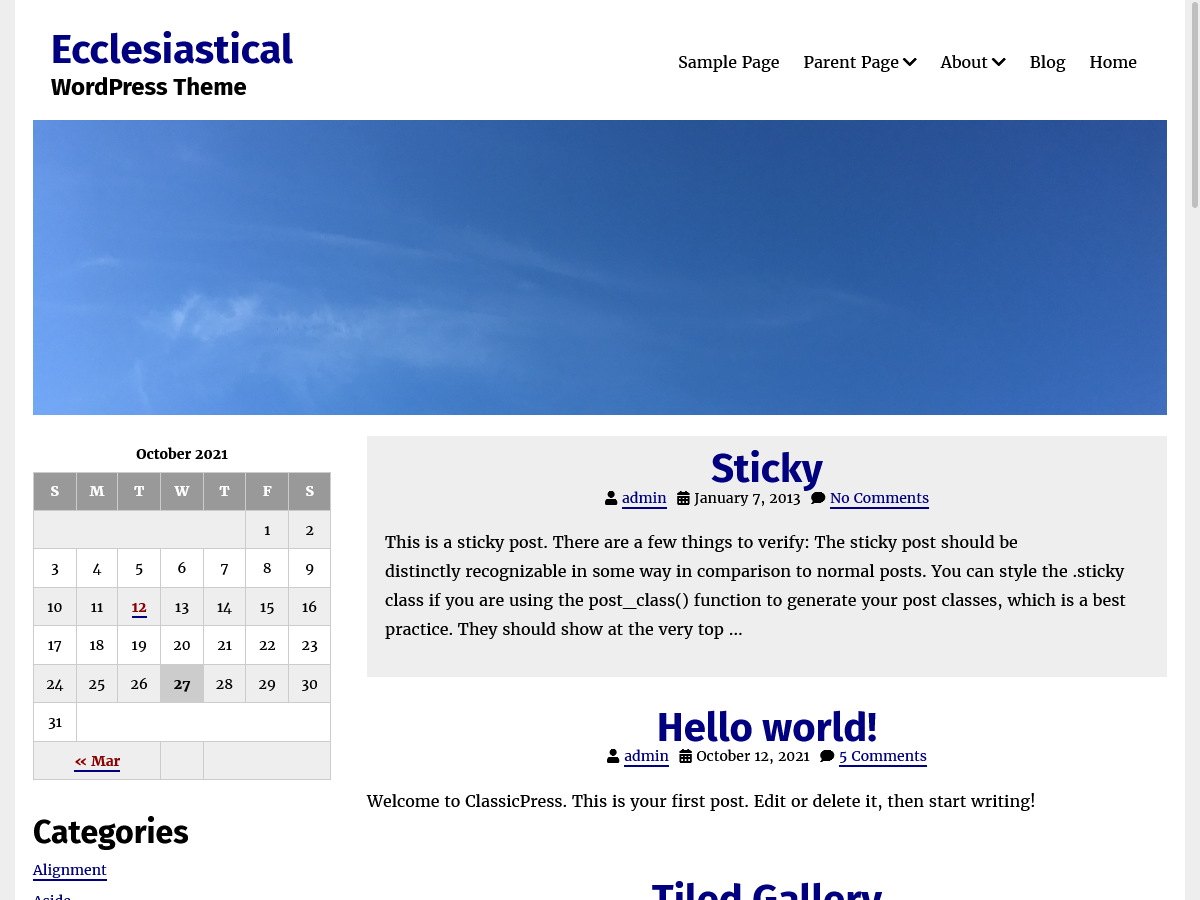 Ecclesiastical
WordPress Theme
Sample Page Parent Page About Blog Home
October 2021
S M T W T F S
1 2
3 4 5 6 7 8 9
10 11 12 13 14 15 16
17 18 19 20 21 22 23
24 25 26 27 28 29 30
31
« Mar
Categories
Alignment
Aside
Sticky
admin January 7, 2013 No Comments
This is a sticky post. There are a few things to verify: The sticky post should be
distinctly recognizable in some way in comparison to normal posts. You can style the .sticky
class if you are using the post_class() function to generate your post classes, which is a best
practice. They should show at the very top ...
Hello world!
admin October 12, 2021 5 Comments
Welcome to ClassicPress. This is your first post. Edit or delete it, then start writing!
Tiled Gallery